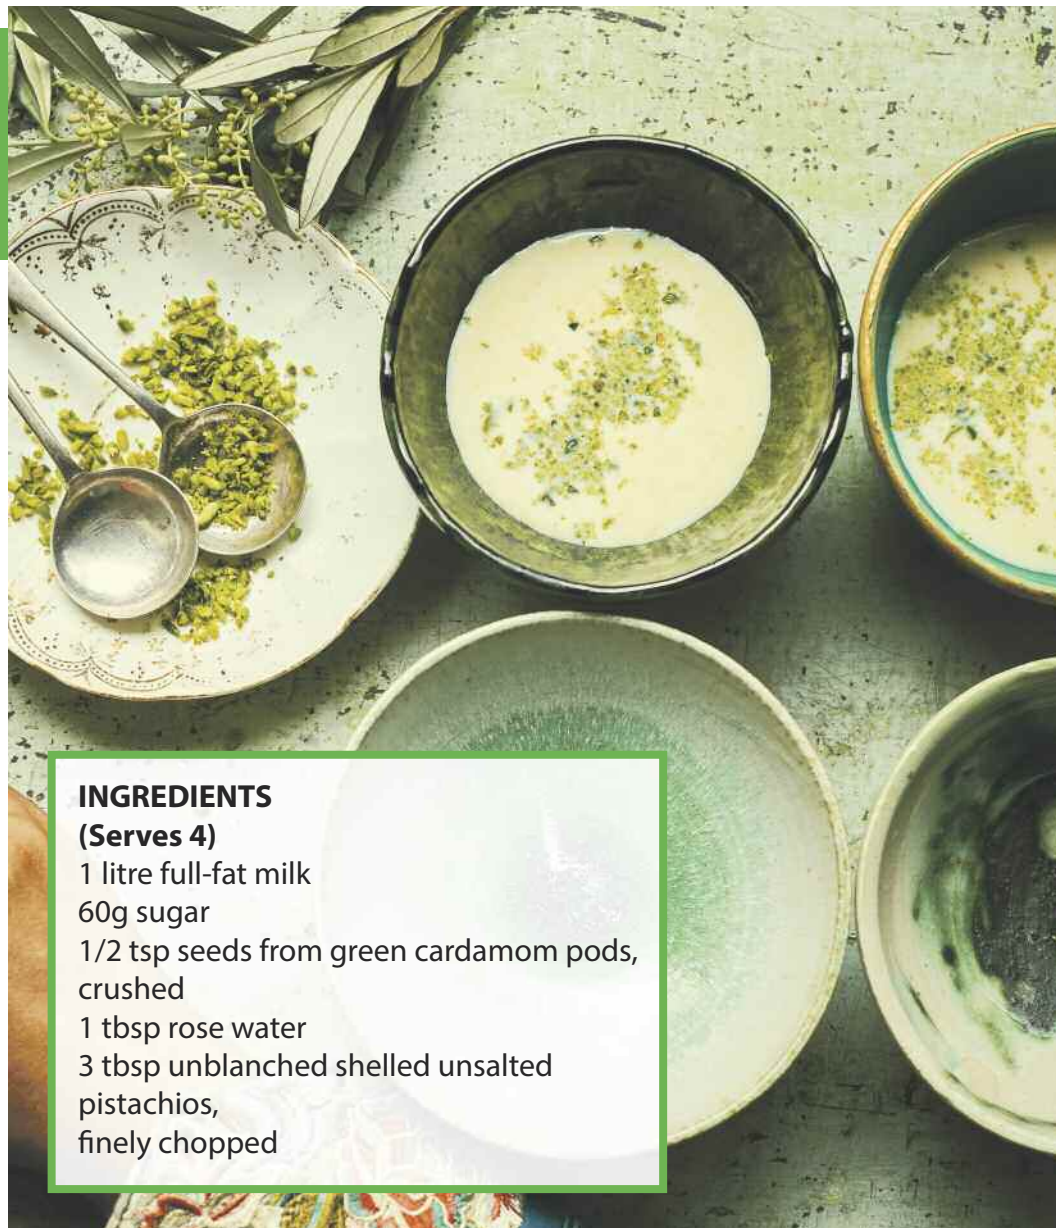 INGREDIENTS
(Serves 4)
1 litre full-fat milk
60g sugar
1/2 tsp seeds from green cardamom pods,
crushed
1 tbsp rose water
3 tbsp unblanched shelled unsalted
pistachios,
finely chopped